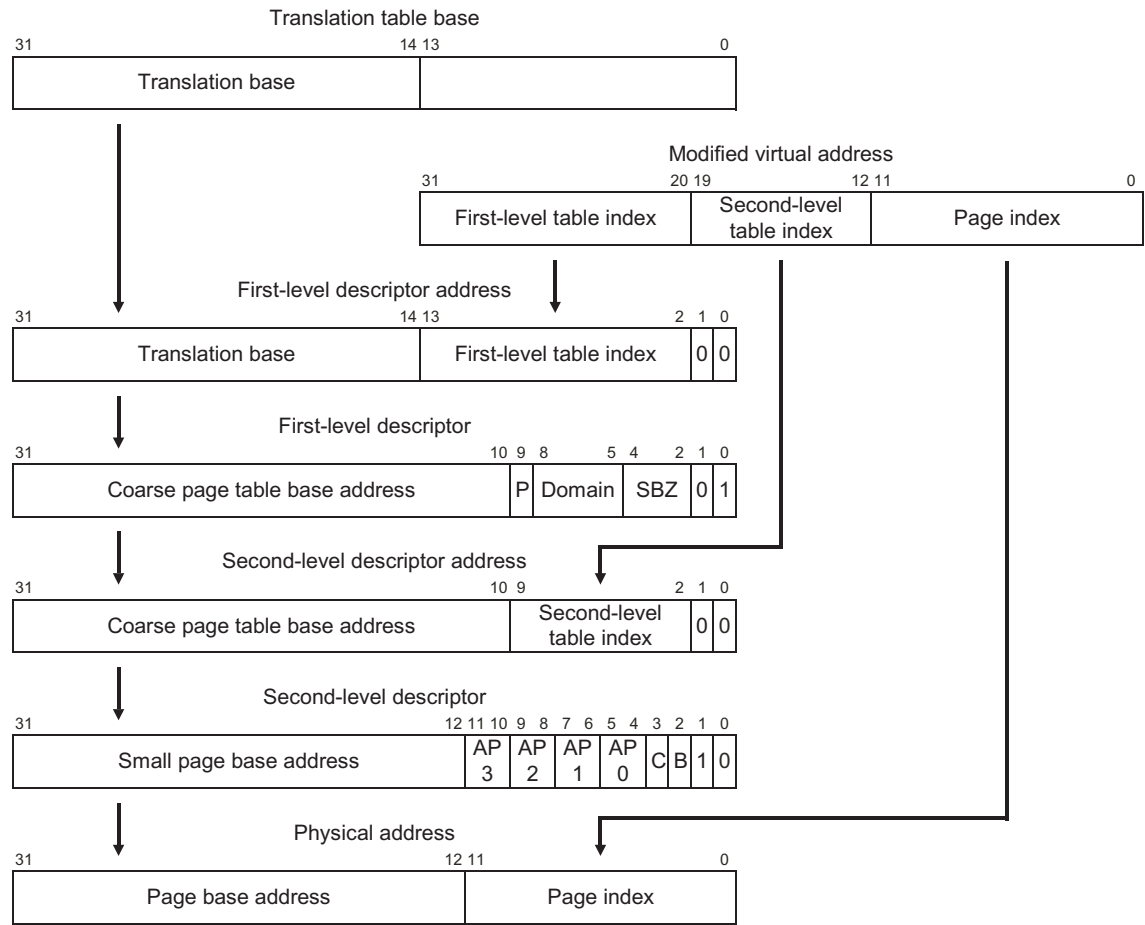 Translation table base
31 14 13 0
Translation base
Modified virtual address
31 20 19 12 11 0
First-level table index
Second-level
table index
Page index
First-level descriptor address
31 14 13 2 1 0
Translation base First-level table index 0 0
First-level descriptor
31 10 9 8 5 4 2 1 0
Coarse page table base address P Domain SBZ 0 1
Second-level descriptor address
31 10 9 2 1 0
Coarse page table base address
Second-level
table index
0 0
Second-level descriptor
31 12 11 10 9 8 7 6 5 4 3 2 1 0
Small page base address
AP
3
AP
2
AP
1
AP
0
C B 1 0
Physical address
31 12 11 0
Page base address Page index